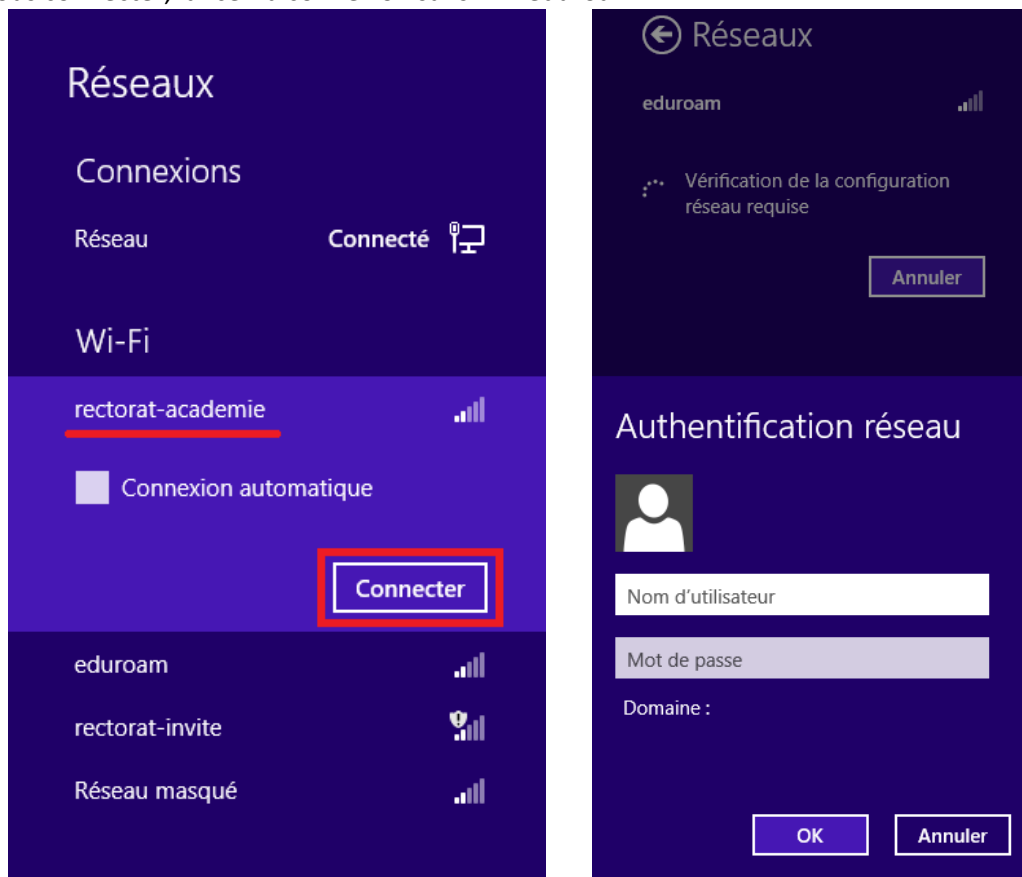 Réseaux
Connexions
Réseau Connecté
Wi-Fi
rectorat-academie
Connexion automatique
Connecter
eduroam
rectorat-invite
Réseau masqué
Réseaux
eduroam
Vérification de la configuration
réseau requise
Annuler
Authentification réseau
Nom d'utilisateur
Mot de passe
Domaine :
OK Annuler